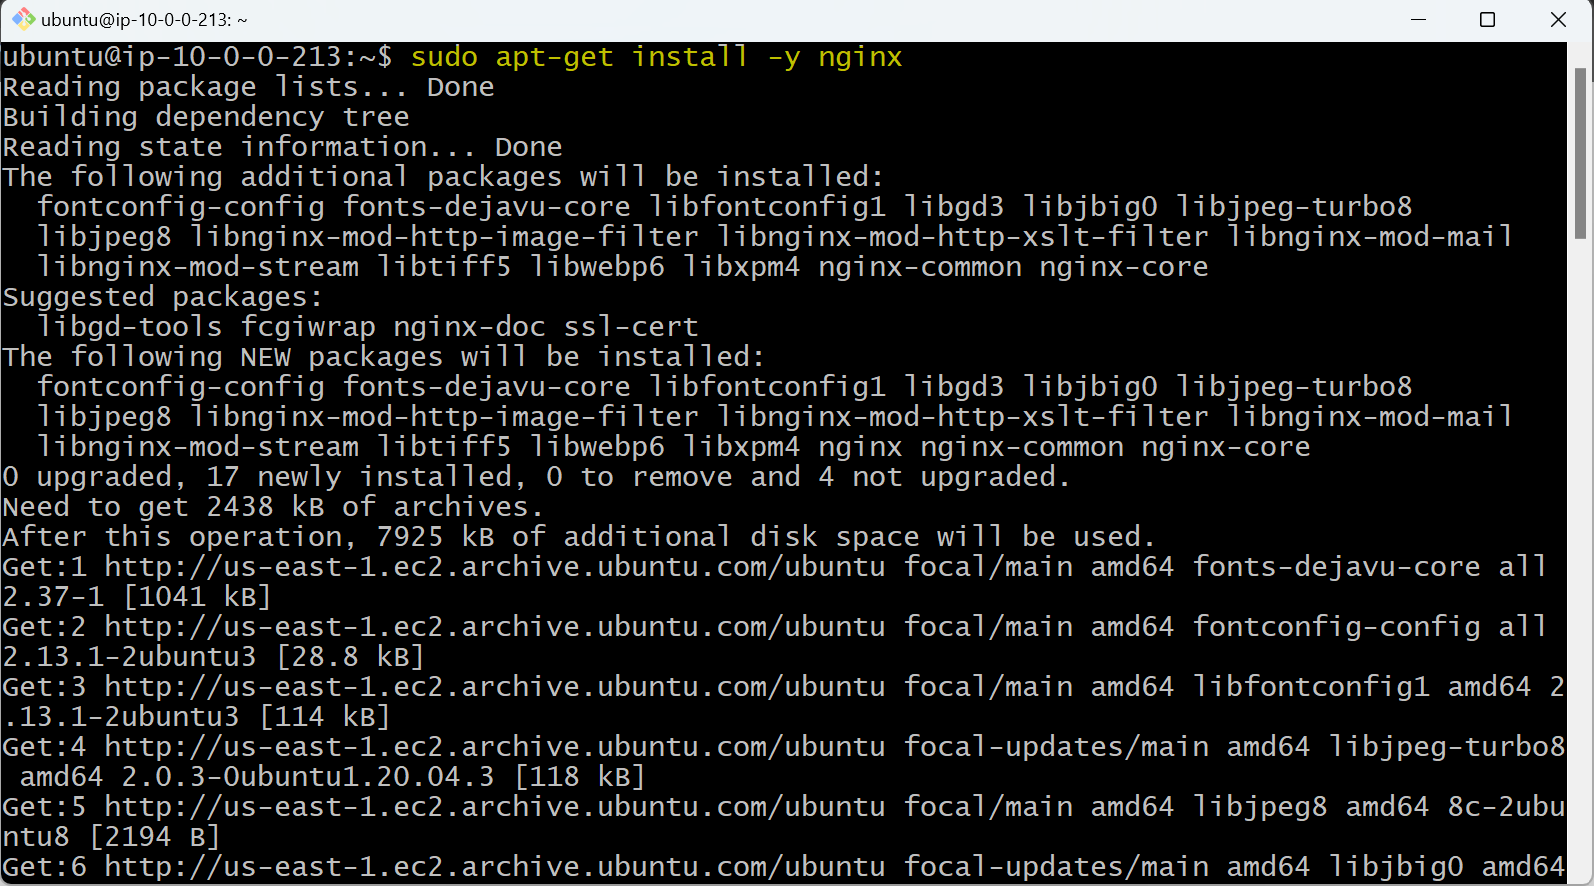 ubuntu@ip-10-0-0-213: ~
ubuntu@ip-10-0-0-213:~$ sudo apt-get install -y nginx
Reading package lists... Done
Building dependency tree
Reading state information... Done
The following additional packages will be installed:
  fontconfig-config fonts-dejavu-core libfontconfig1 libgd3 libjbig0 libjpeg-turbo8
  libjpeg8 libnginx-mod-http-image-filter libnginx-mod-http-xslt-filter libnginx-mod-mail
  libnginx-mod-stream libtiff5 libwebp6 libxpm4 nginx-common nginx-core
Suggested packages:
  libgd-tools fcgiwrap nginx-doc ssl-cert
The following NEW packages will be installed:
  fontconfig-config fonts-dejavu-core libfontconfig1 libgd3 libjbig0 libjpeg-turbo8
  libjpeg8 libnginx-mod-http-image-filter libnginx-mod-http-xslt-filter libnginx-mod-mail
  libnginx-mod-stream libtiff5 libwebp6 libxpm4 nginx nginx-common nginx-core
0 upgraded, 17 newly installed, 0 to remove and 4 not upgraded.
Need to get 2438 kB of archives.
After this operation, 7925 kB of additional disk space will be used.
Get:1 http://us-east-1.ec2.archive.ubuntu.com/ubuntu focal/main amd64 fonts-dejavu-core all
2.37-1 [1041 kB]
Get:2 http://us-east-1.ec2.archive.ubuntu.com/ubuntu focal/main amd64 fontconfig-config all
2.13.1-2ubuntu3 [28.8 kB]
Get:3 http://us-east-1.ec2.archive.ubuntu.com/ubuntu focal/main amd64 libfontconfig1 amd64 2
.13.1-2ubuntu3 [114 kB]
Get:4 http://us-east-1.ec2.archive.ubuntu.com/ubuntu focal-updates/main amd64 libjpeg-turbo8
 amd64 2.0.3-0ubuntu1.20.04.3 [118 kB]
Get:5 http://us-east-1.ec2.archive.ubuntu.com/ubuntu focal/main amd64 libjpeg8 amd64 8c-2ubu
ntu8 [2194 B]
Get:6 http://us-east-1.ec2.archive.ubuntu.com/ubuntu focal-updates/main amd64 libjbig0 amd64